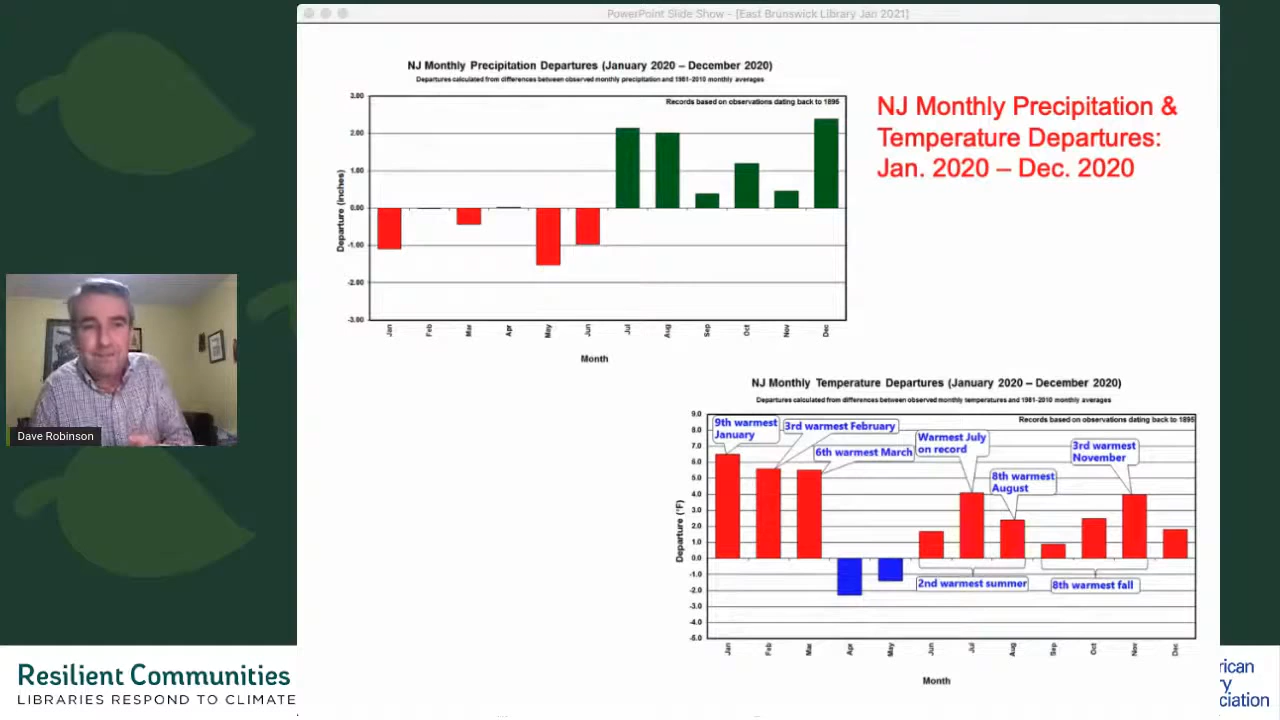 PowerPoint Slide Show - [East Brunswick Library Jan 2021]
NJ Monthly Precipitation Departures (January 2020 – December 2020)
Departures calculated from differences between observed monthly precipitation and 1981-2010 monthly averages
Records based on observations dating back to 1895
3.00
2.00
1.00
0.00
-1.00
-2.00
-3.00
Departure (inches)
Jan
Feb
Mar
Apr
May
Jun
Jul
Aug
Sep
Oct
Nov
Dec
Month
NJ Monthly Precipitation &
Temperature Departures:
Jan. 2020 – Dec. 2020
NJ Monthly Temperature Departures (January 2020 – December 2020)
Departures calculated from differences between observed monthly temperatures and 1981-2010 monthly averages
Records based on observations dating back to 1895
9.0
8.0
7.0
6.0
5.0
4.0
3.0
2.0
1.0
0.0
-1.0
-2.0
-3.0
-4.0
-5.0
Departure (°F)
9th warmest
January
3rd warmest February
6th warmest March
Warmest July
on record
8th warmest
August
3rd warmest
November
2nd warmest summer
8th warmest fall
Jan
Feb
Mar
Apr
May
Jun
Jul
Aug
Sep
Oct
Nov
Dec
Month
Robinson
Resilient Communities
LIBRARIES RESPOND TO CLIMATE
rican
ry
ciation